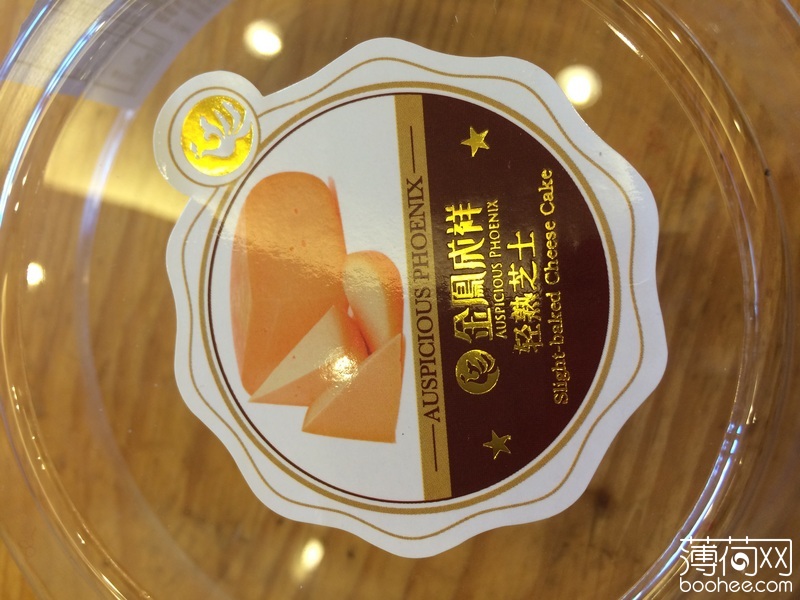 AUSPICIOUS PHOENIX
金鳳成祥
AUSPICIOUS PHOENIX
轻熟芝士
Slight-baked Cheese Cake
薄荷网
boohee.com